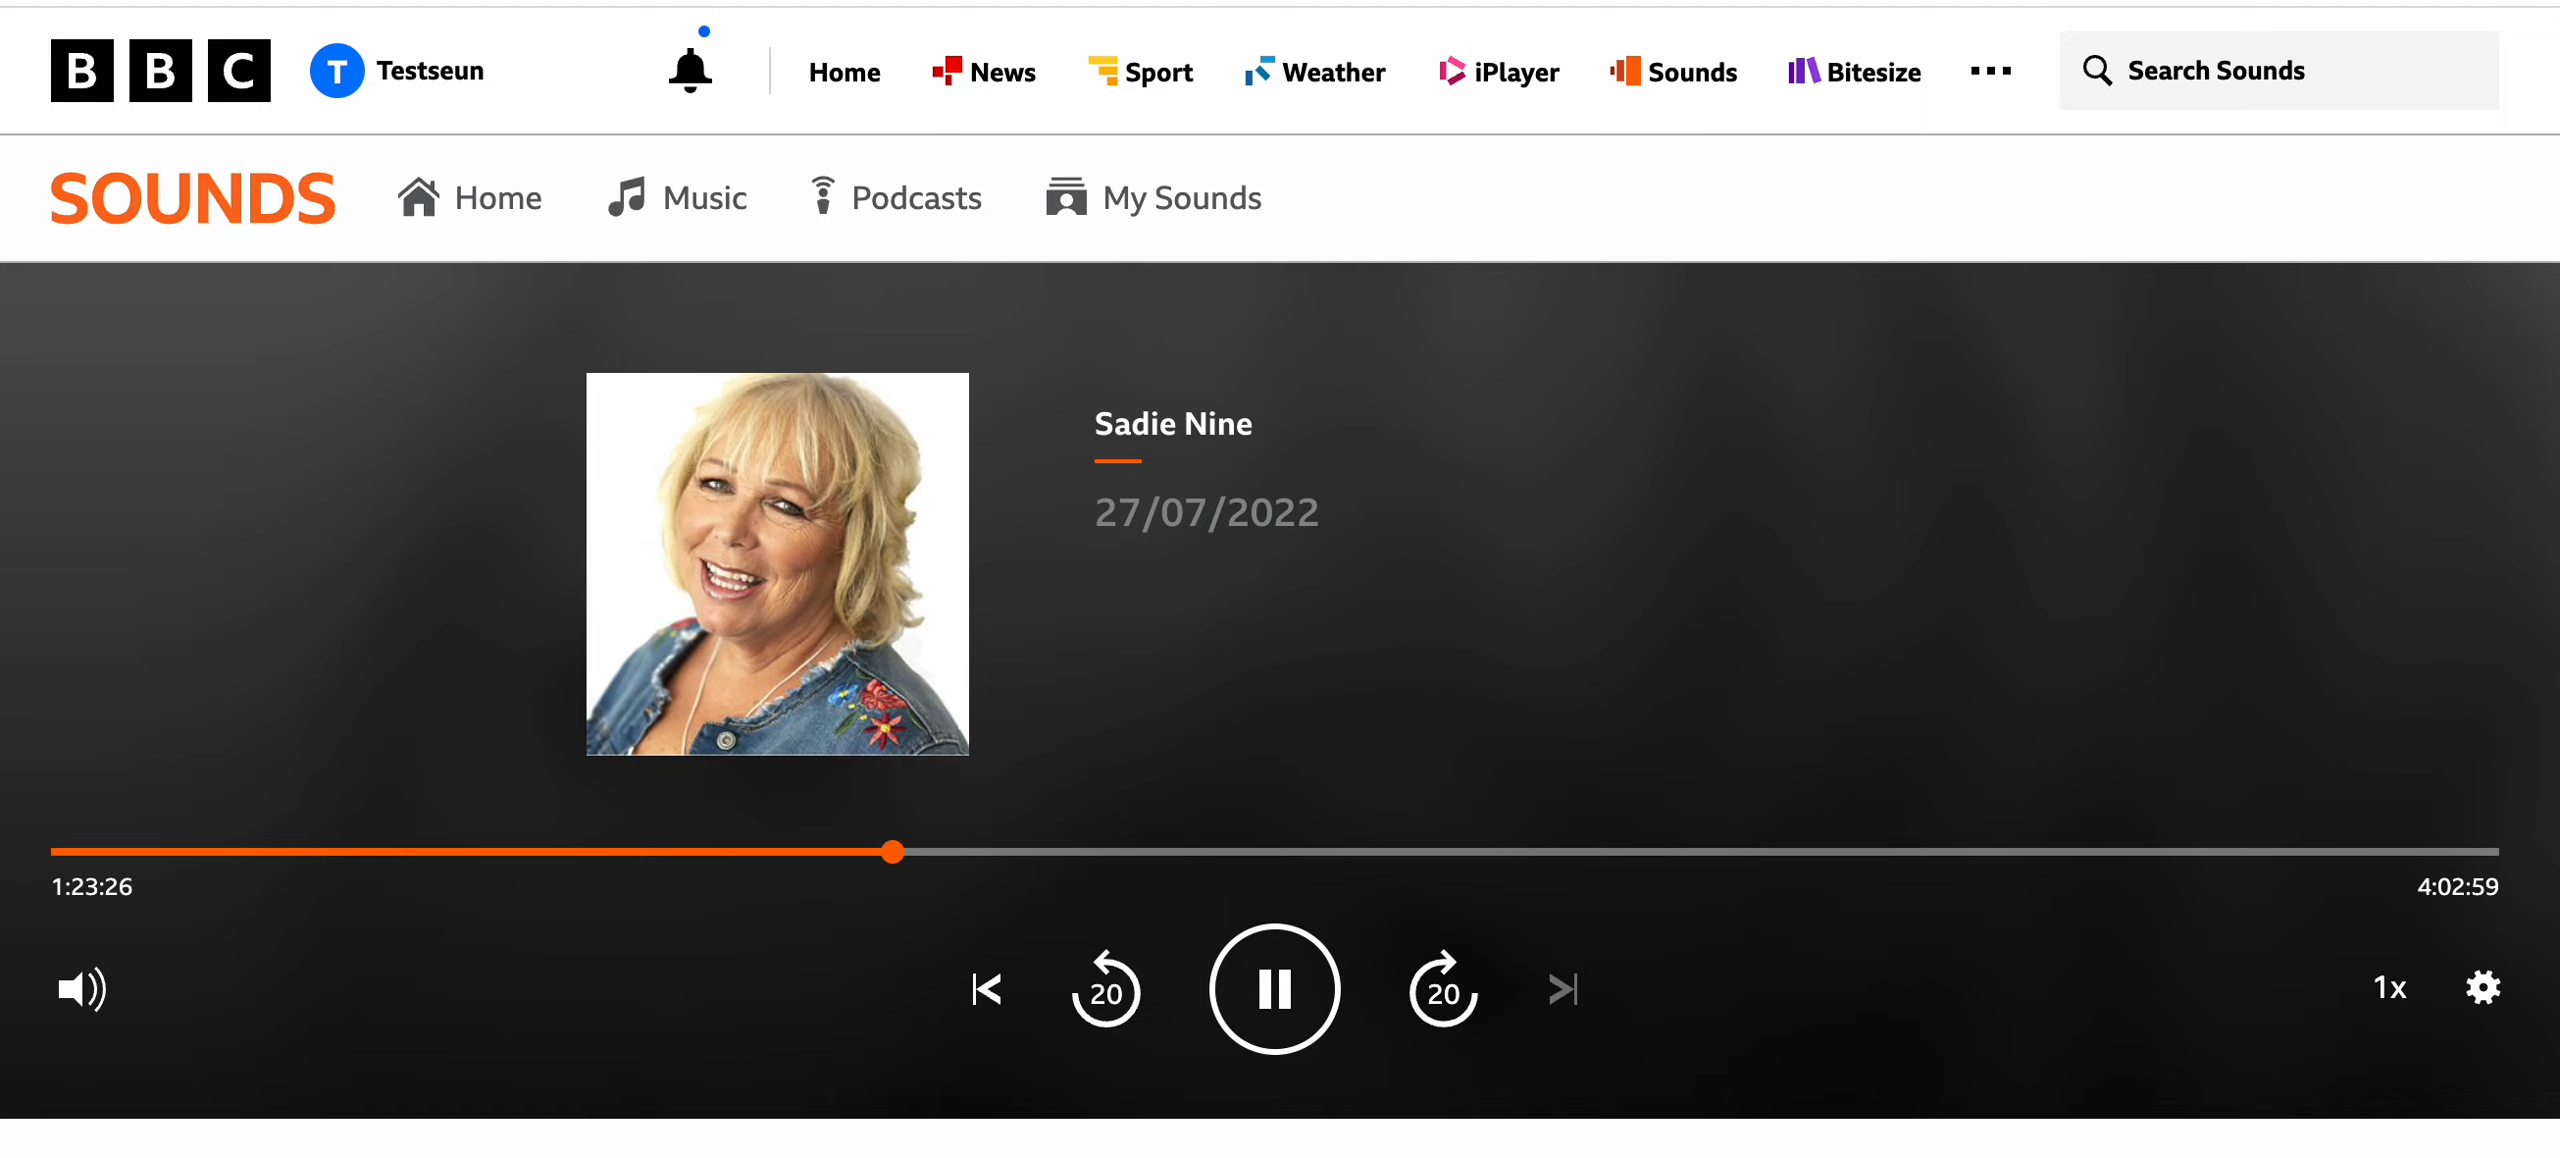 BBC
T Testseun
Home News Sport Weather iPlayer Sounds Bitesize
Search Sounds
SOUNDS Home Music Podcasts My Sounds
Sadie Nine
27/07/2022
1:23:26 4:02:59
20 20 1x